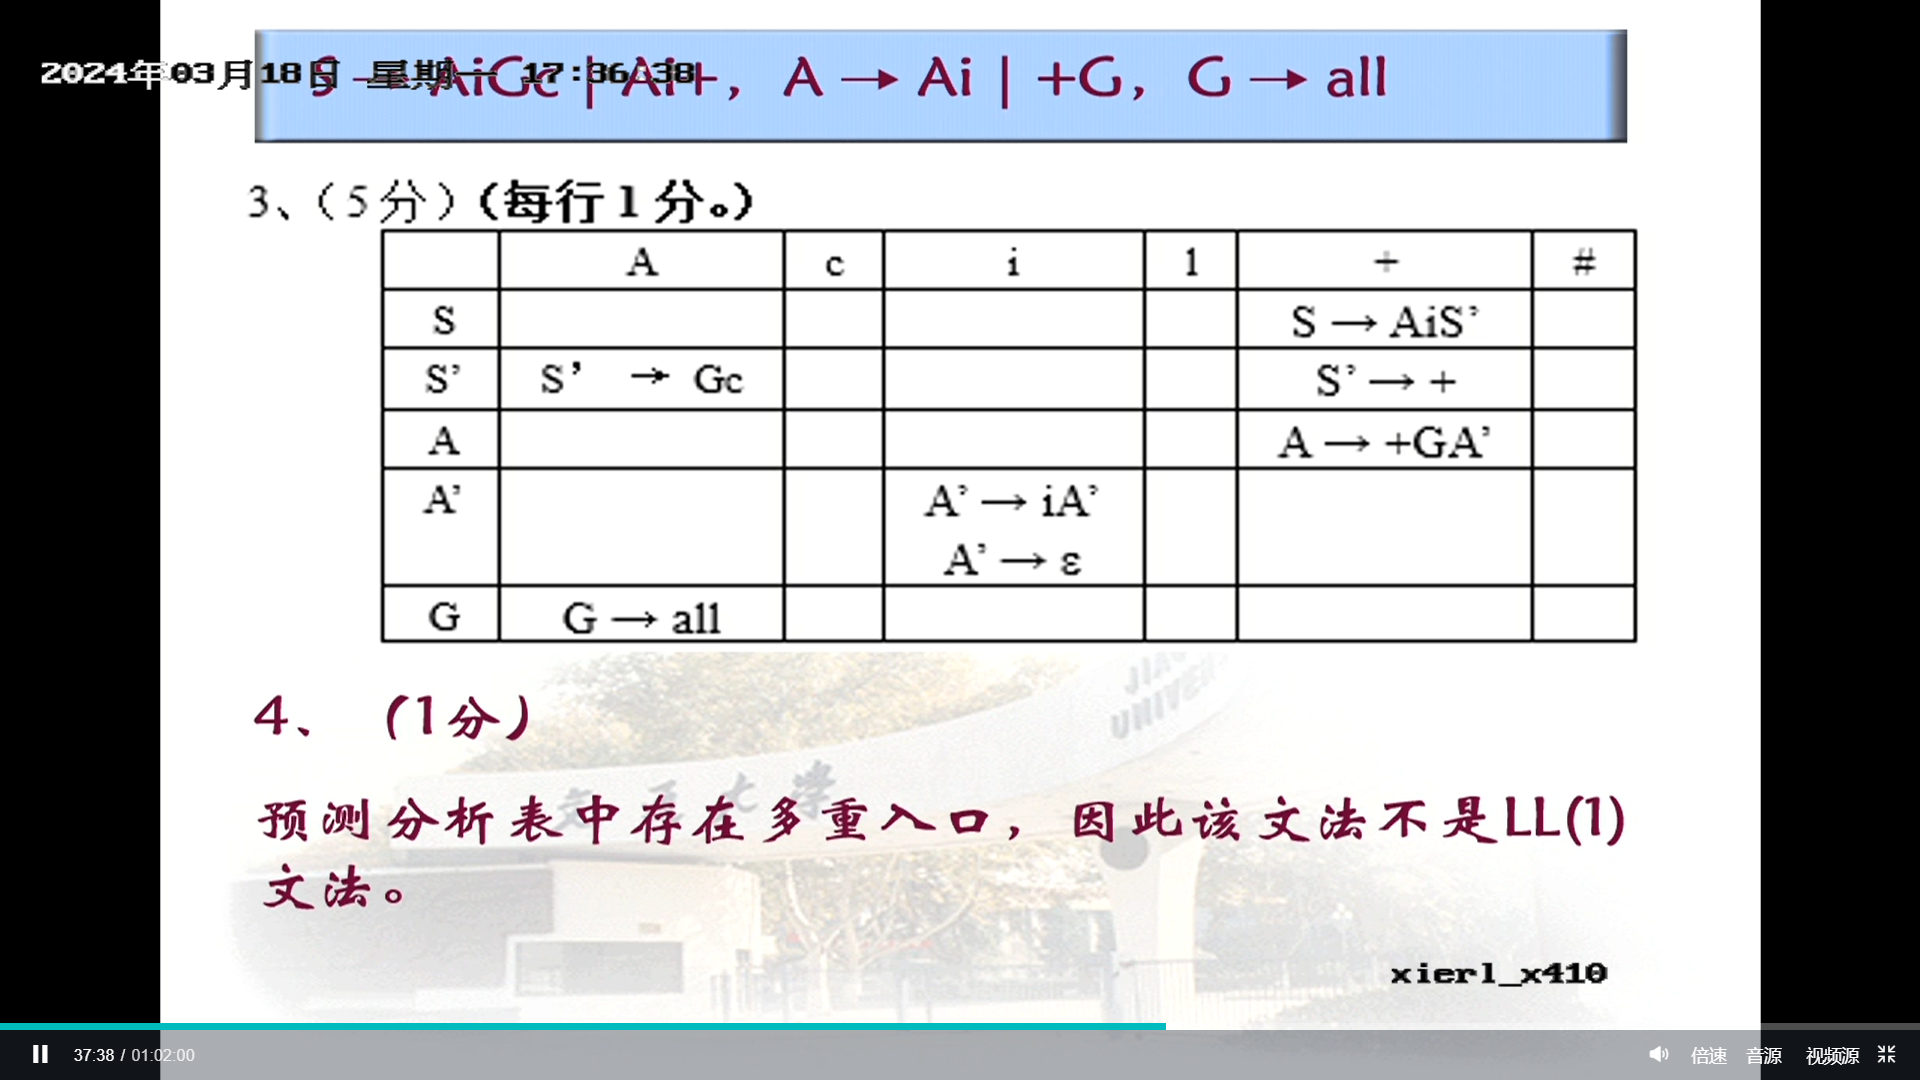 2024年03月18日 星期一 17:36:38
S → AiGc | Ai+, A → Ai | +G, G → all
3、（5分）（每行1分。）
A c i l + #
S S → AiS’
S’ S’ → Gc S’ → +
A A → +GA’
A’ A’ → iA’
A’ → ε
G G → all
JIAO
UNIVER
4、 （1分）
预测分析表中存在多重入口，因此该文法不是LL(1)
文法。
xierl_x410
37:38 / 01:02:00 倍速 音源 视频源